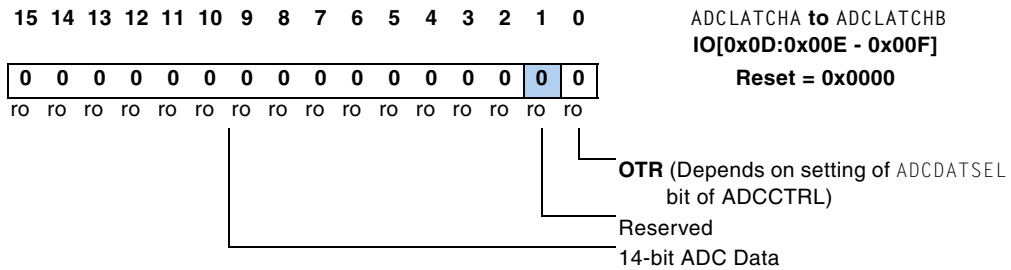 15 14 13 12 11 10 9 8 7 6 5 4 3 2 1 0
ADCLATCHA to ADCLATCHB
IO[0x0D:0x00E - 0x00F]
0 0 0 0 0 0 0 0 0 0 0 0 0 0 0 0
Reset = 0x0000
ro ro ro ro ro ro ro ro ro ro ro ro ro ro ro ro
OTR (Depends on setting of ADCDATSEL
bit of ADCCTRL)
Reserved
14-bit ADC Data